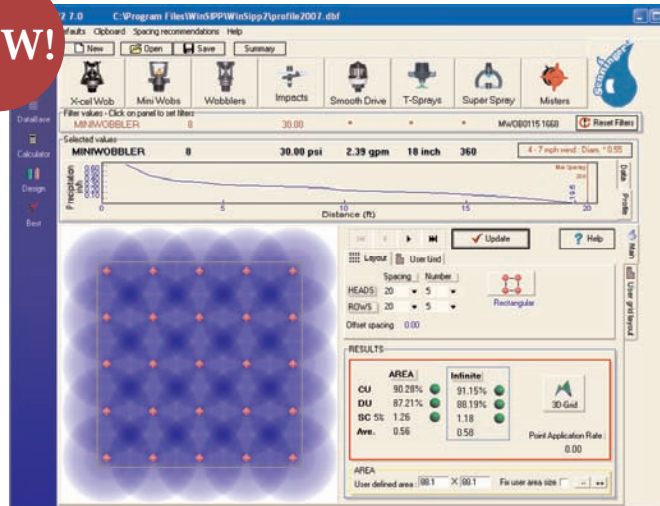 W!
2 7.0 C:\Program Files\WinSIPP\WinSipp2\profile2007.dbf
efaults Clipboard Spacing recommendations Help
New Open Save Summay
Senninger
X-cel Wob Mini Wobs Wobblers Impacts Smooth Drive T-Sprays Super Spray Misters
DataBase
Filter values - Click on panel to set filters
MINIWOBBLER 8 30.00 * * * MWOB0115 1660 Reset Filters
Calculator
Selected values
MINIWOBBLER 8 30.00 psi 2.39 gpm 18 inch 360 4 - 7 mph wind : Diam. * 0.55
Design
Best
Precipitation
inch
0 5 10 15 20
19.6
Distance (ft)
Data
Profile
Update Help
Main
User grid layout
Layout User Grid
Spacing Number
HEADS 20 5
ROWS 20 5
Rectangular
Offset spacing 0.00
RESULTS
AREA Infinite
CU 90.28% 91.15%
DU 87.21% 88.19%
SC 5% 1.26 1.18
Ave. 0.56 0.58
3D-Grid
Point Application Rate :
0.00
AREA
User defined area : X Fix user area size